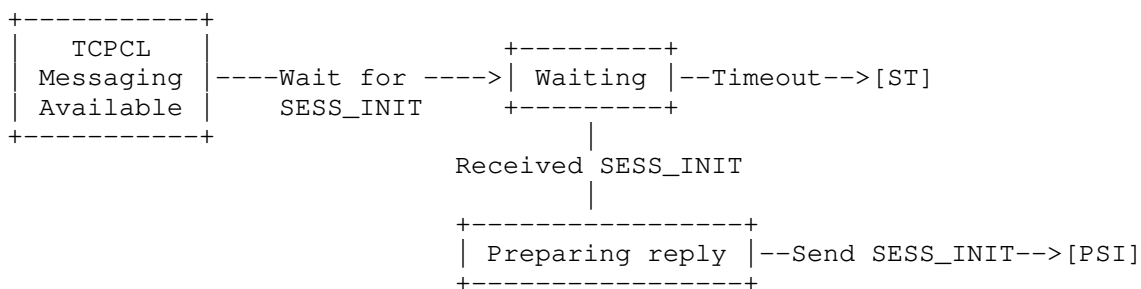 +-----------+
|   TCPCL   |                +---------+
| Messaging |----Wait for ---->| Waiting |--Timeout-->[ST]
| Available |    SESS_INIT     +---------+
+-----------+                       |
                          Received SESS_INIT
                                    |
                          +-----------------+
                          | Preparing reply |--Send SESS_INIT-->[PSI]
                          +-----------------+